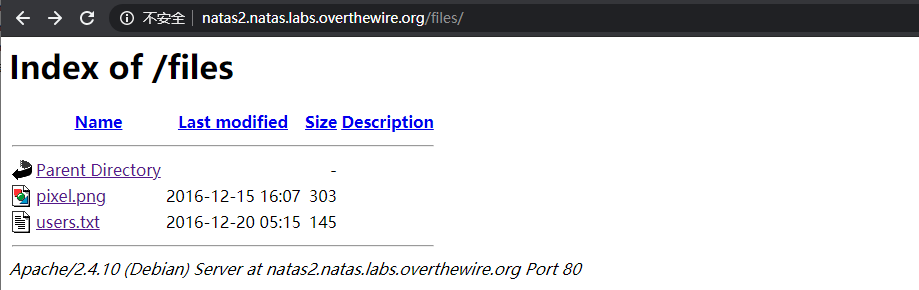 不安全 natas2.natas.labs.overthewire.org/files/
Index of /files
Name Last modified Size Description
Parent Directory -
pixel.png 2016-12-15 16:07 303
users.txt 2016-12-20 05:15 145
Apache/2.4.10 (Debian) Server at natas2.natas.labs.overthewire.org Port 80